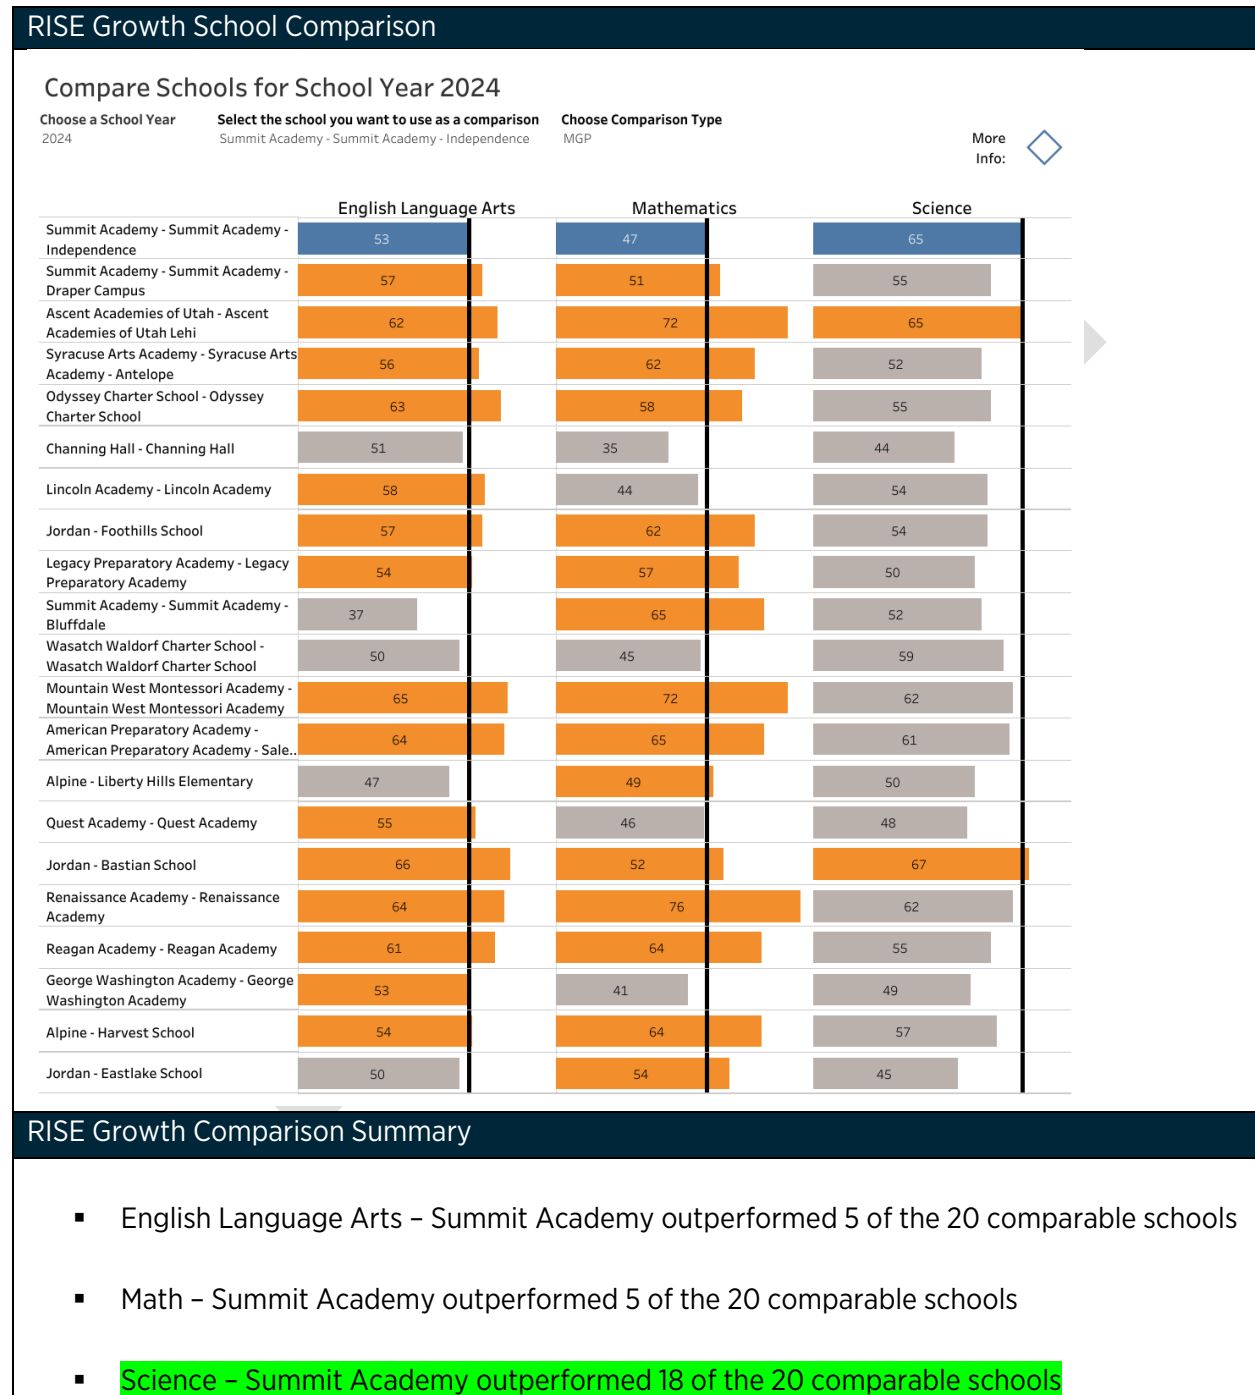 RISE Growth School Comparison
Compare Schools for School Year 2024
Choose a School Year Select the school you want to use as a comparison Choose Comparison Type
2024 Summit Academy - Summit Academy - Independence MGP
More
Info:
English Language Arts Mathematics Science
Summit Academy - Summit Academy -
Independence
53 47 65
Summit Academy - Summit Academy -
Draper Campus
57 51 55
Ascent Academies of Utah - Ascent
Academies of Utah Lehi
62 72 65
Syracuse Arts Academy - Syracuse Arts
Academy - Antelope
56 62 52
Odyssey Charter School - Odyssey
Charter School
63 58 55
Channing Hall - Channing Hall
51 35 44
Lincoln Academy - Lincoln Academy
58 44 54
Jordan - Foothills School
57 62 54
Legacy Preparatory Academy - Legacy
Preparatory Academy
54 57 50
Summit Academy - Summit Academy -
Bluffdale
37 65 52
Wasatch Waldorf Charter School -
Wasatch Waldorf Charter School
50 45 59
Mountain West Montessori Academy -
Mountain West Montessori Academy
65 72 62
American Preparatory Academy -
American Preparatory Academy - Sale..
64 65 61
Alpine - Liberty Hills Elementary
47 49 50
Quest Academy - Quest Academy
55 46 48
Jordan - Bastian School
66 52 67
Renaissance Academy - Renaissance
Academy
64 76 62
Reagan Academy - Reagan Academy
61 64 55
George Washington Academy - George
Washington Academy
53 41 49
Alpine - Harvest School
54 64 57
Jordan - Eastlake School
50 54 45
RISE Growth Comparison Summary
▪ English Language Arts – Summit Academy outperformed 5 of the 20 comparable schools
▪ Math – Summit Academy outperformed 5 of the 20 comparable schools
▪ Science – Summit Academy outperformed 18 of the 20 comparable schools